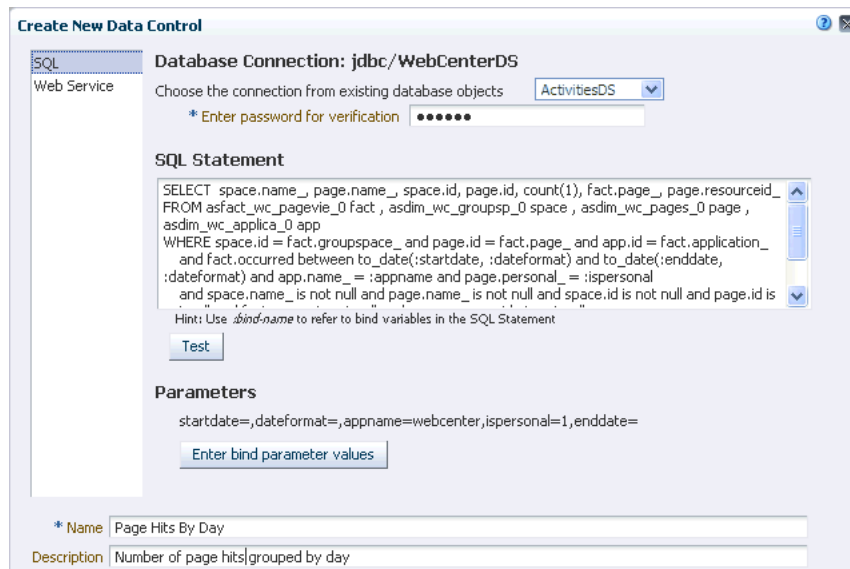 Create New Data Control
SQL
Web Service
Database Connection: jdbc/WebCenterDS
Choose the connection from existing database objects ActivitiesDS
* Enter password for verification ●●●●●●
SQL Statement
SELECT space.name_, page.name_, space.id, page.id, count(1), fact.page_, page.resourceid_
FROM asfact_wc_pagevie_0 fact , asdim_wc_groupsp_0 space , asdim_wc_pages_0 page ,
asdim_wc_applica_0 app
WHERE space.id = fact.groupspace_ and page.id = fact.page_ and app.id = fact.application_
and fact.occurred between to_date(:startdate, :dateformat) and to_date(:enddate,
:dateformat) and app.name_ = :appname and page.personal_ = :ispersonal
and space.name_ is not null and page.name_ is not null and space.id is not null and page.id is
Hint: Use :bind-name to refer to bind variables in the SQL Statement
Test
Parameters
startdate=,dateformat=,appname=webcenter,ispersonal=1,enddate=
Enter bind parameter values
* Name Page Hits By Day
Description Number of page hits grouped by day